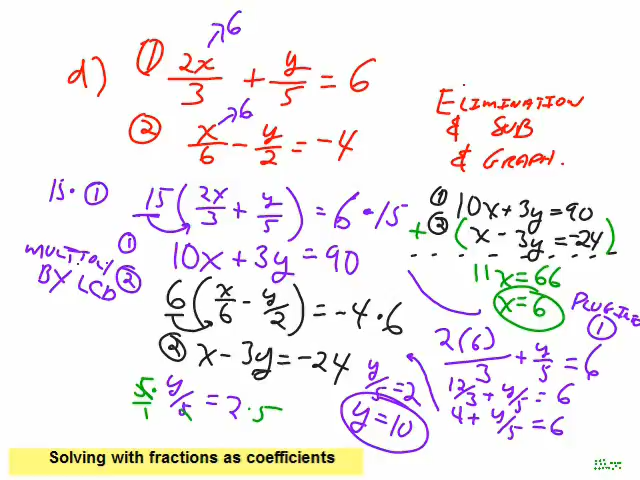 d) ① 2x/3 + y/5 = 6
↗6
② x/6 - y/2 = -4
↗6
ELIMINATION
& SUB
& GRAPH.
15· ① 15(2x/3 + y/5) = 6·15
① 10x + 3y = 90
MULTIPLY
BY LCD ②
6(x/6 - y/2) = -4·6
② x - 3y = -24
① 10x + 3y = 90
② + (x - 3y = -24)
11x = 66
x = 6
PLUG INTO
①
2(6)/3 + y/5 = 6
12/3 + y/5 = 6
4 + y/5 = 6
y/5 = 2
5/1 · y/5 = 2·5
y = 10
Solving with fractions as coefficients